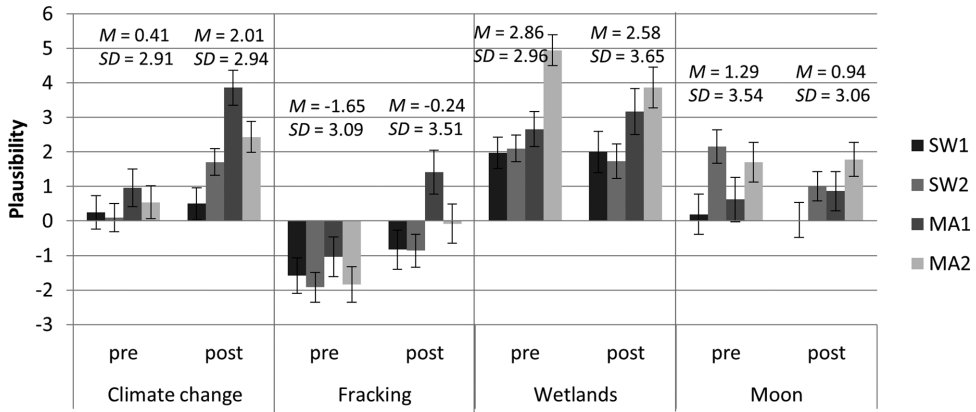 6
5
4
3
2
1
0
-1
-2
-3
Plausibility
M = 0.41
SD = 2.91
M = 2.01
SD = 2.94
M = -1.65
SD = 3.09
M = -0.24
SD = 3.51
M = 2.86
SD = 2.96
M = 2.58
SD = 3.65
M = 1.29
SD = 3.54
M = 0.94
SD = 3.06
SW1
SW2
MA1
MA2
pre post pre post pre post pre post
Climate change Fracking Wetlands Moon